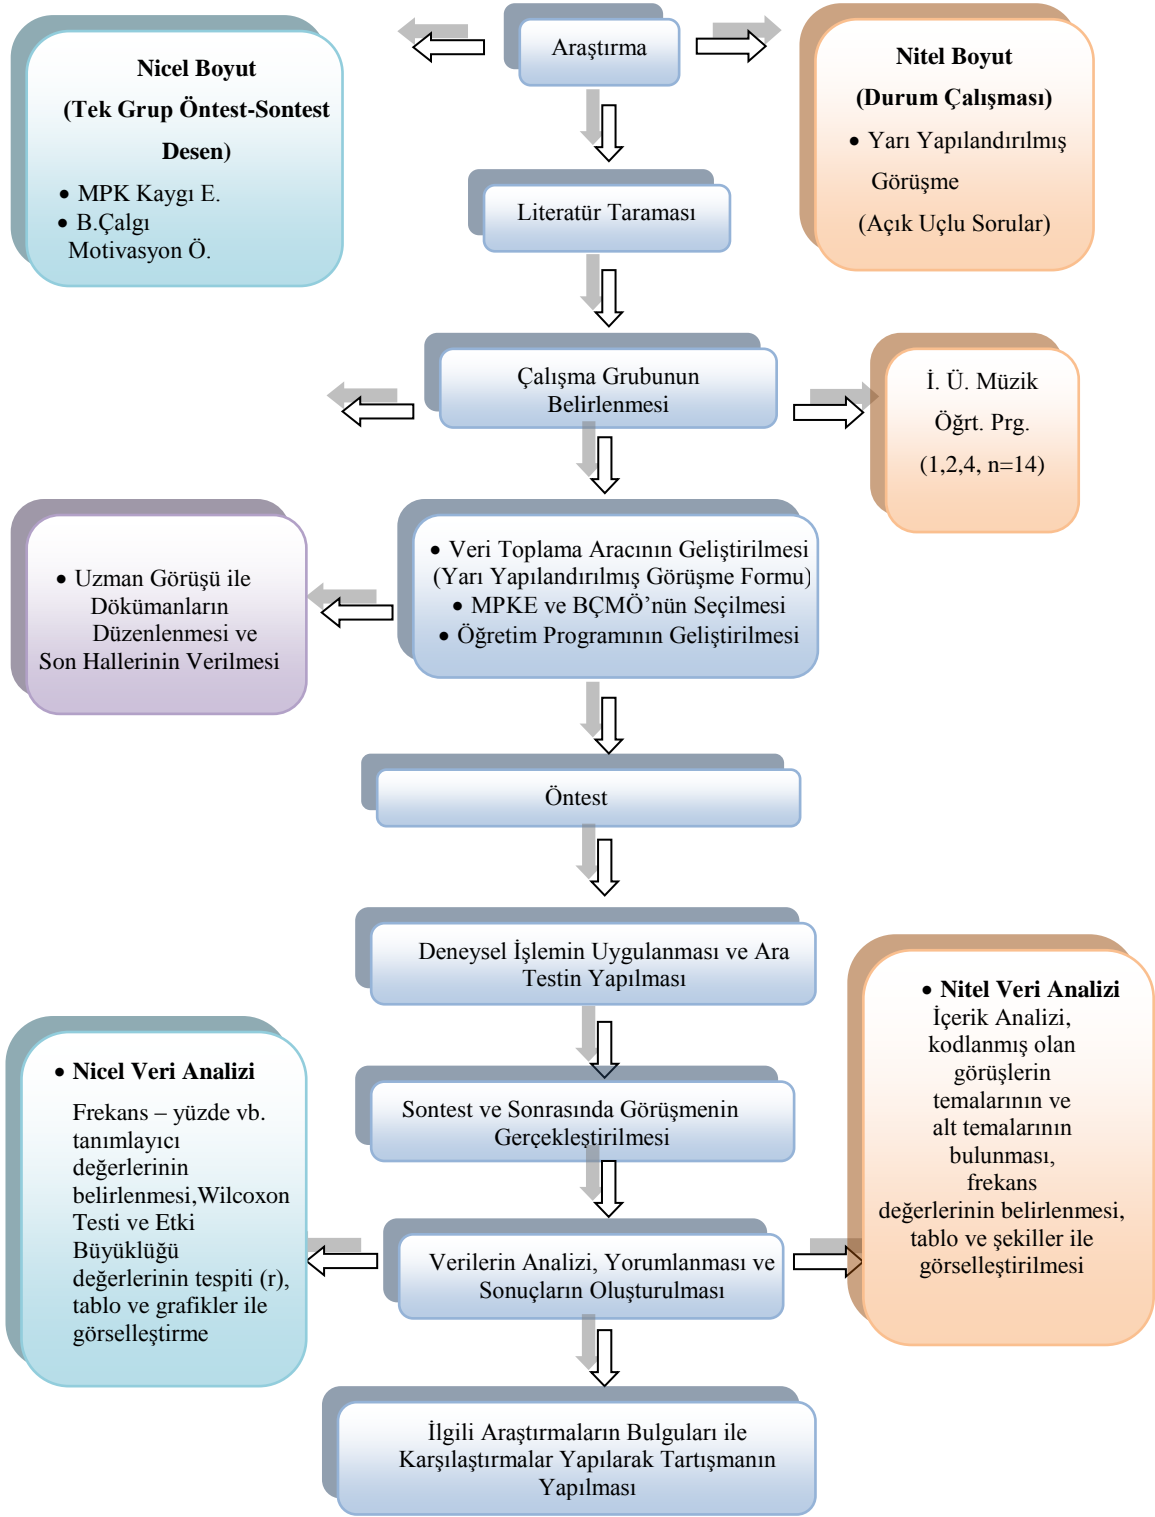 Araştırma
Nicel Boyut
(Tek Grup Öntest-Sontest
Desen)
• MPK Kaygı E.
• B.Çalgı
Motivasyon Ö.
Nitel Boyut
(Durum Çalışması)
• Yarı Yapılandırılmış
Görüşme
(Açık Uçlu Sorular)
Literatür Taraması
Çalışma Grubunun
Belirlenmesi
İ. Ü. Müzik
Öğrt. Prg.
(1,2,4, n=14)
• Veri Toplama Aracının Geliştirilmesi
(Yarı Yapılandırılmış Görüşme Formu)
• MPKE ve BÇMÖ’nün Seçilmesi
• Öğretim Programının Geliştirilmesi
• Uzman Görüşü ile
Dökümanların
Düzenlenmesi ve
Son Hallerinin Verilmesi
Öntest
Deneysel İşlemin Uygulanması ve Ara
Testin Yapılması
Sontest ve Sonrasında Görüşmenin
Gerçekleştirilmesi
• Nicel Veri Analizi
Frekans – yüzde vb.
tanımlayıcı
değerlerinin
belirlenmesi,Wilcoxon
Testi ve Etki
Büyüklüğü
değerlerinin tespiti (r),
tablo ve grafikler ile
görselleştirme
• Nitel Veri Analizi
İçerik Analizi,
kodlanmış olan
görüşlerin
temalarının ve
alt temalarının
bulunması,
frekans
değerlerinin belirlenmesi,
tablo ve şekiller ile
görselleştirilmesi
Verilerin Analizi, Yorumlanması ve
Sonuçların Oluşturulması
İlgili Araştırmaların Bulguları ile
Karşılaştırmalar Yapılarak Tartışmanın
Yapılması